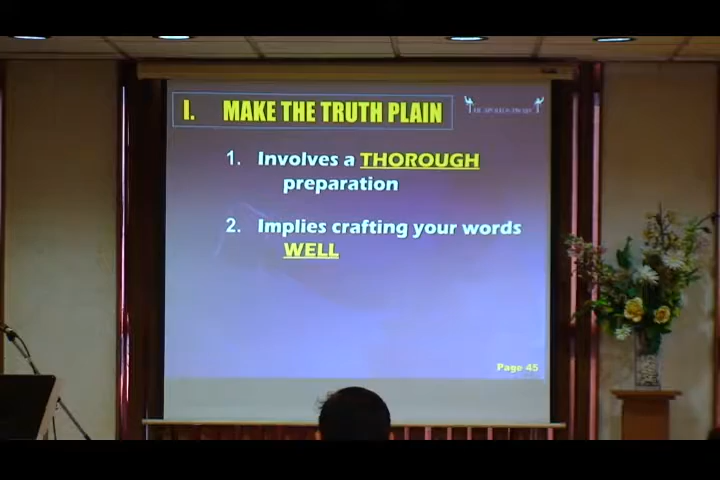 I. MAKE THE TRUTH PLAIN
1. Involves a THOROUGH
preparation
2. Implies crafting your words
WELL
Page 45